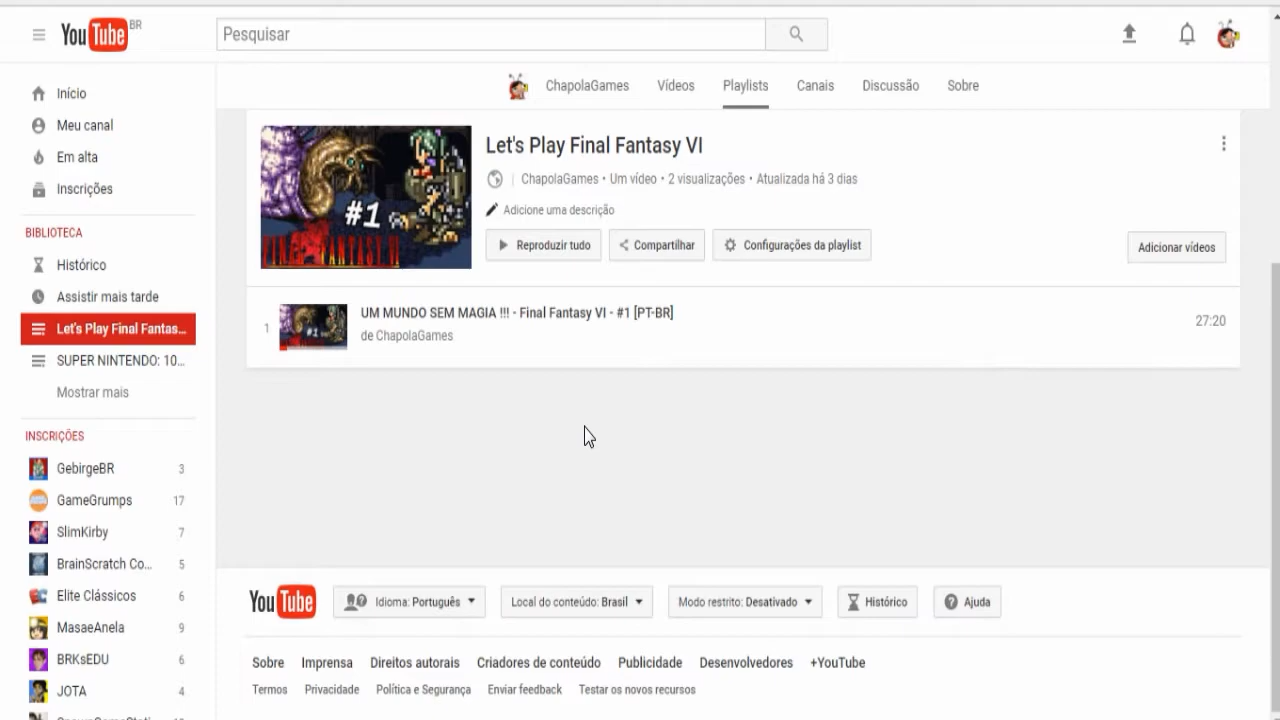 YouTube BR
Pesquisar
ChapolaGames Vídeos Playlists Canais Discussão Sobre
Início
Meu canal
Em alta
Inscrições
BIBLIOTECA
Histórico
Assistir mais tarde
Let's Play Final Fantas...
SUPER NINTENDO: 10...
Mostrar mais
INSCRIÇÕES
GebirgeBR 3
GameGrumps 17
SlimKirby 7
BrainScratch Co... 5
Elite Clássicos 6
MasaeAnela 9
BRKsEDU 6
JOTA 4
#1
FINAL FANTASY VI
Let's Play Final Fantasy VI
ChapolaGames • Um vídeo • 2 visualizações • Atualizada há 3 dias
Adicione uma descrição
Reproduzir tudo Compartilhar Configurações da playlist Adicionar vídeos
1 #1 UM MUNDO SEM MAGIA !!! - Final Fantasy VI - #1 [PT-BR] 27:20
de ChapolaGames
YouTube Idioma: Português Local do conteúdo: Brasil Modo restrito: Desativado Histórico Ajuda
Sobre Imprensa Direitos autorais Criadores de conteúdo Publicidade Desenvolvedores +YouTube
Termos Privacidade Política e Segurança Enviar feedback Testar os novos recursos